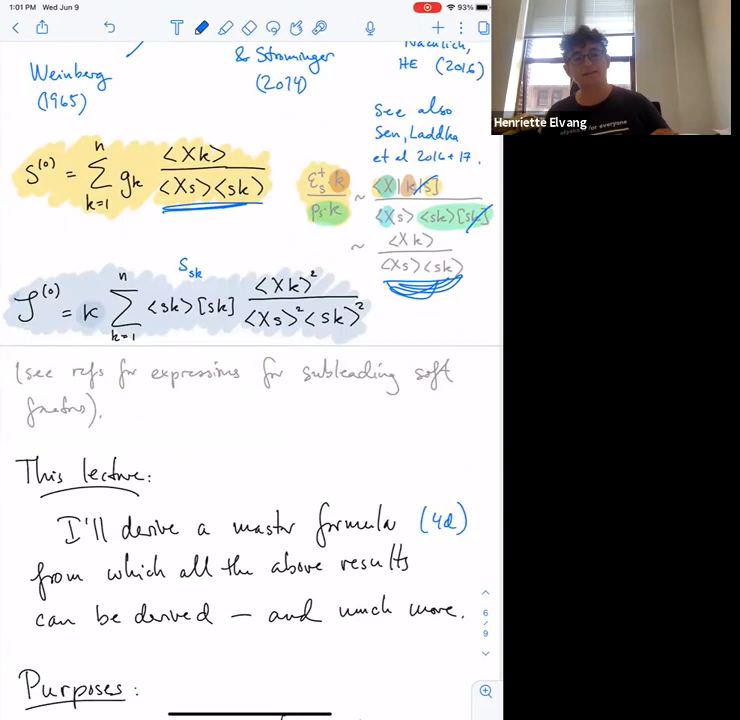 1:01 PM Wed Jun 9
93%
Weinberg
(1965)
& Strominger
(2014)
HE (2016)
See also
Sen, Laddha
et al 2016+17.
S⁽⁰⁾ = Σ_{k=1}^{n} g_k <Xk> / <Xs><sk>
ε_s^+·k / p_s·k ~ <X|k|s] / <Xs><sk>[sk]
~ <Xk> / <Xs><sk>
S_sk
𝒮⁽⁰⁾ = κ Σ_{k=1}^{n} <sk>[sk] <Xk>² / <Xs>²<sk>²
(see refs for expressions for subleading soft
factors).
This lecture:
I'll derive a master formula (4d)
from which all the above results
can be derived — and much more.
Purposes:
6
/
9
Henriette Elvang
for everyone